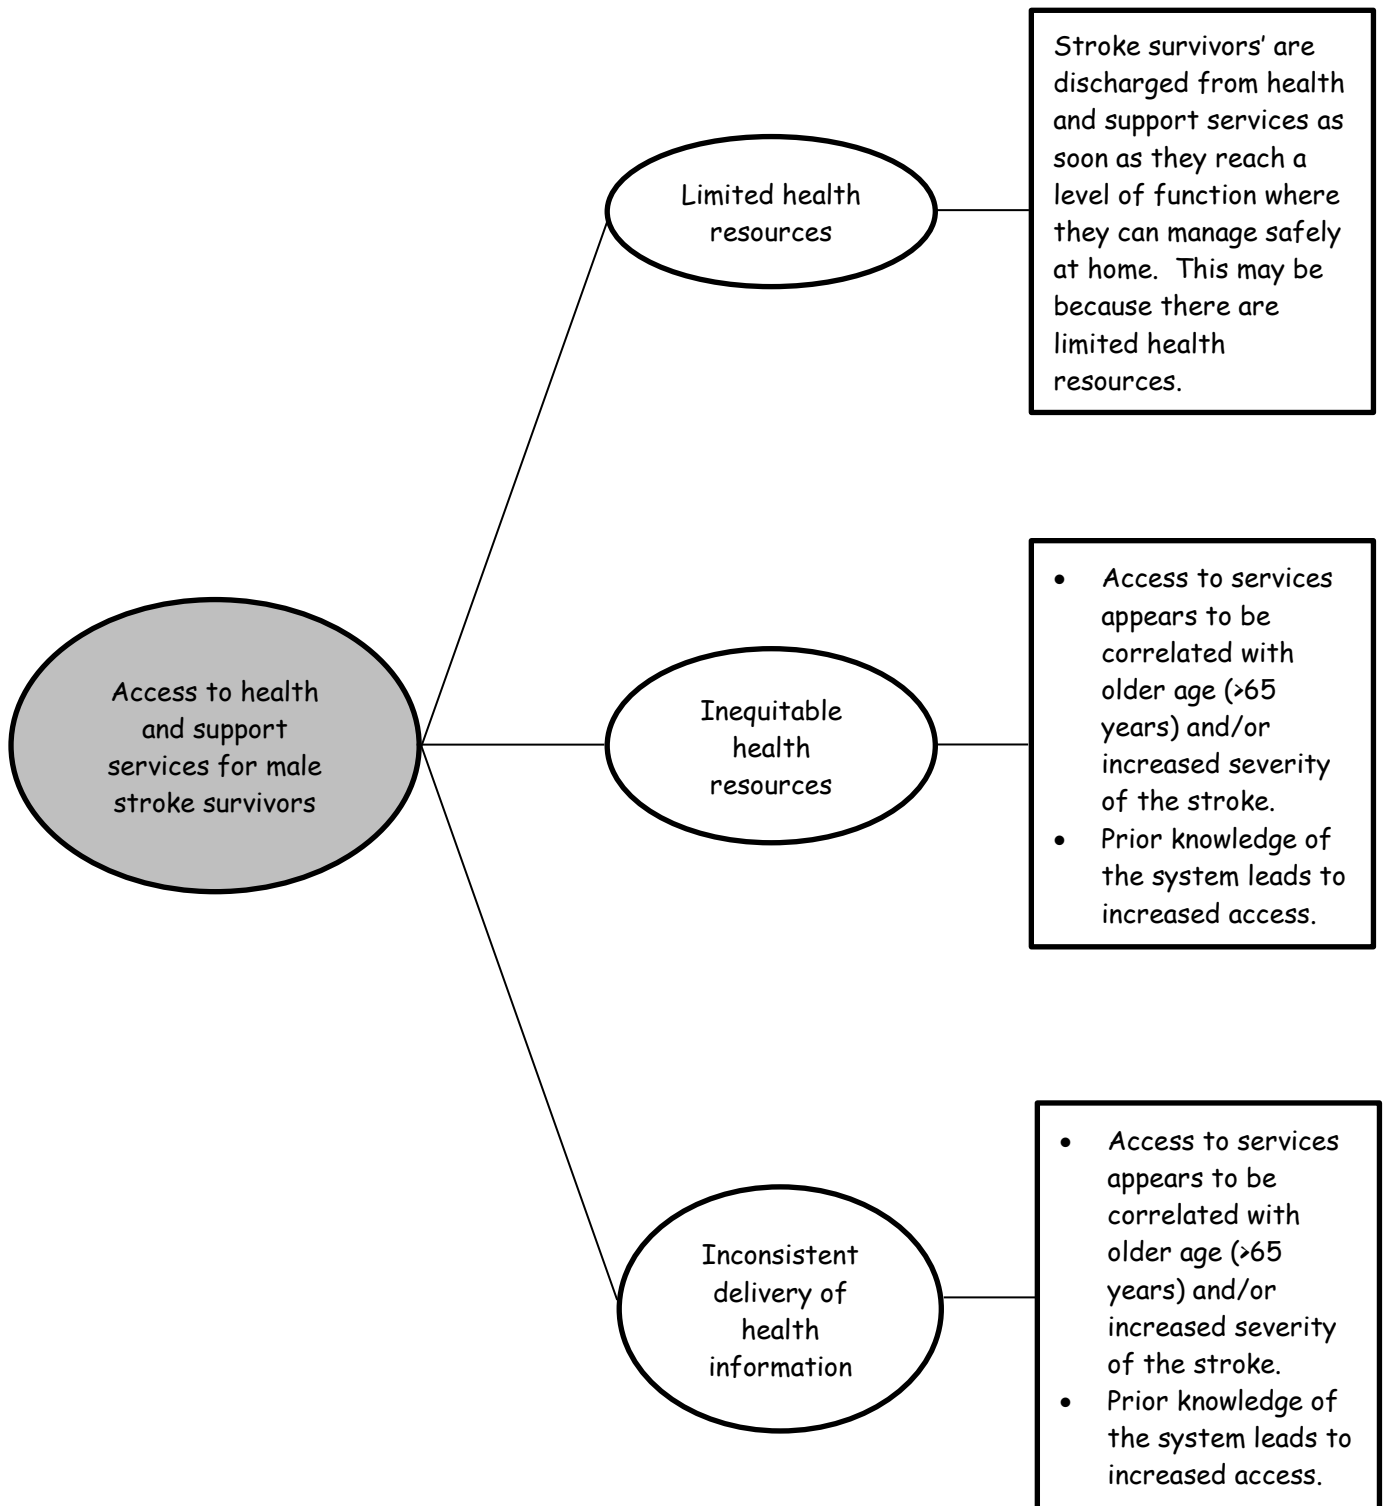 Stroke survivors’ are
discharged from health
and support services as
soon as they reach a
level of function where
they can manage safely
at home.  This may be
because there are
limited health
resources.
Limited health
resources
• Access to services
appears to be
correlated with
older age (>65
years) and/or
increased severity
of the stroke.
• Prior knowledge of
the system leads to
increased access.
Inequitable
health
resources
Access to health
and support
services for male
stroke survivors
• Access to services
appears to be
correlated with
older age (>65
years) and/or
increased severity
of the stroke.
• Prior knowledge of
the system leads to
increased access.
Inconsistent
delivery of
health
information